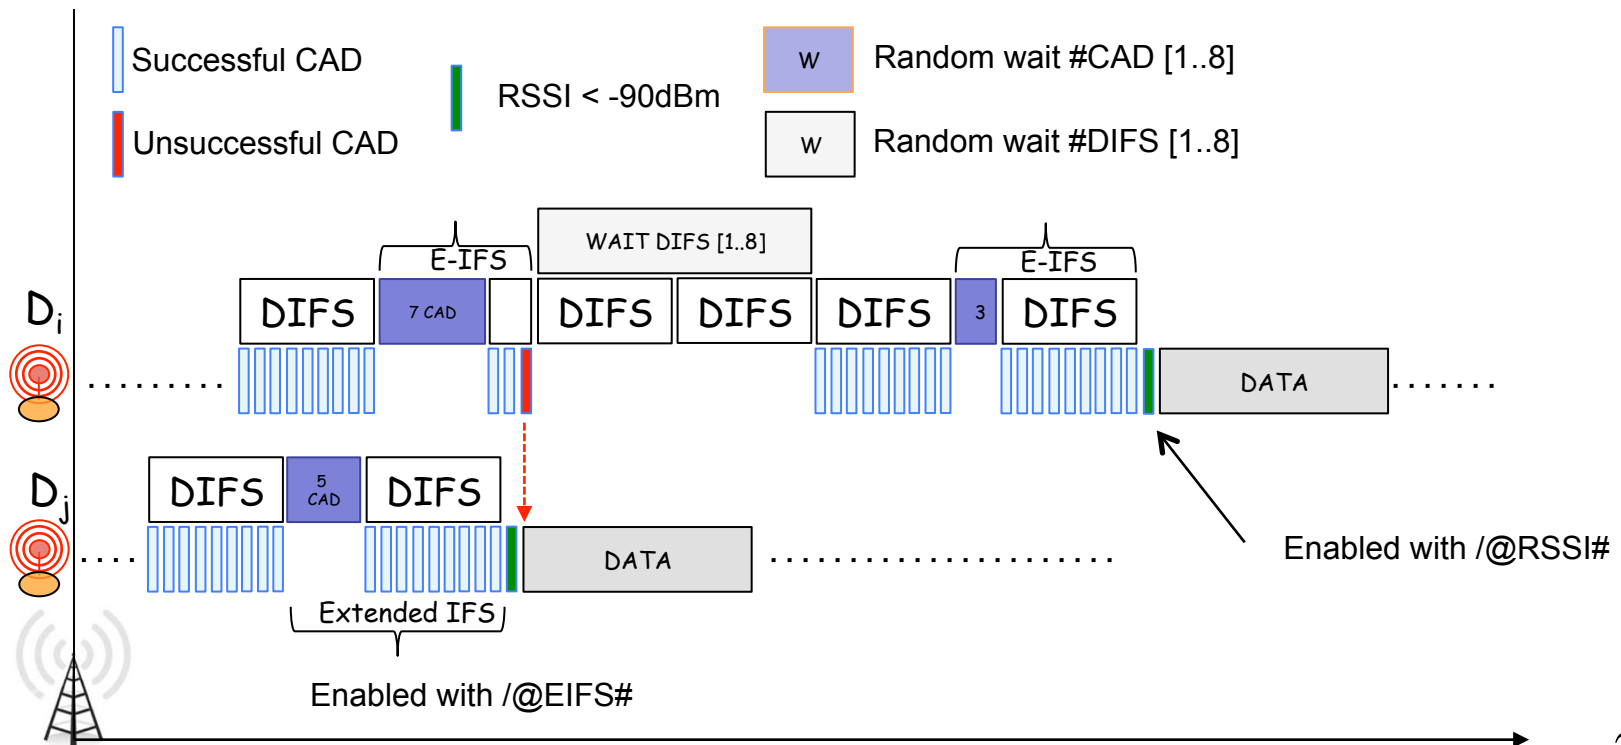 Successful CAD
Unsuccessful CAD
RSSI < -90dBm
W
Random wait #CAD [1..8]
W
Random wait #DIFS [1..8]
E-IFS
WAIT DIFS [1..8]
E-IFS
Di
DIFS
7 CAD
DIFS
DIFS
DIFS
3
DIFS
.........
DATA
.......
Dj
DIFS
5
CAD
DIFS
....
DATA
......................
Enabled with /@RSSI#
Extended IFS
Enabled with /@EIFS#